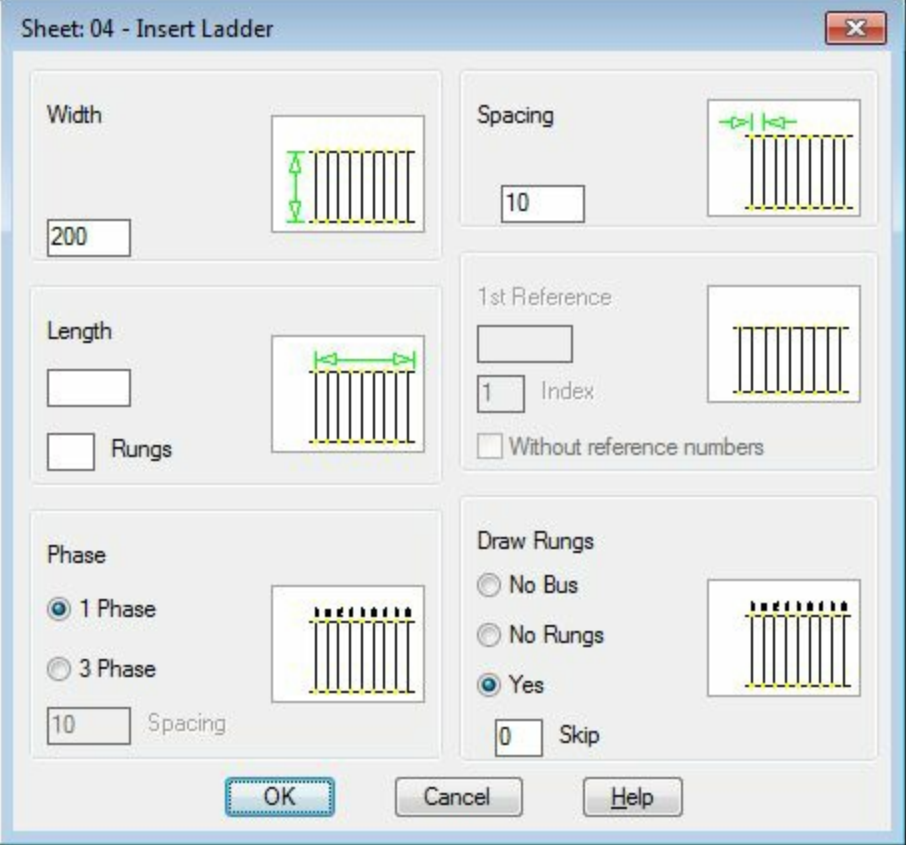 Sheet: 04 - Insert Ladder
Width
200
Spacing
10
Length
Rungs
1st Reference
1 Index
Without reference numbers
Phase
1 Phase
3 Phase
10 Spacing
Draw Rungs
No Bus
No Rungs
Yes
0 Skip
OK
Cancel
Help